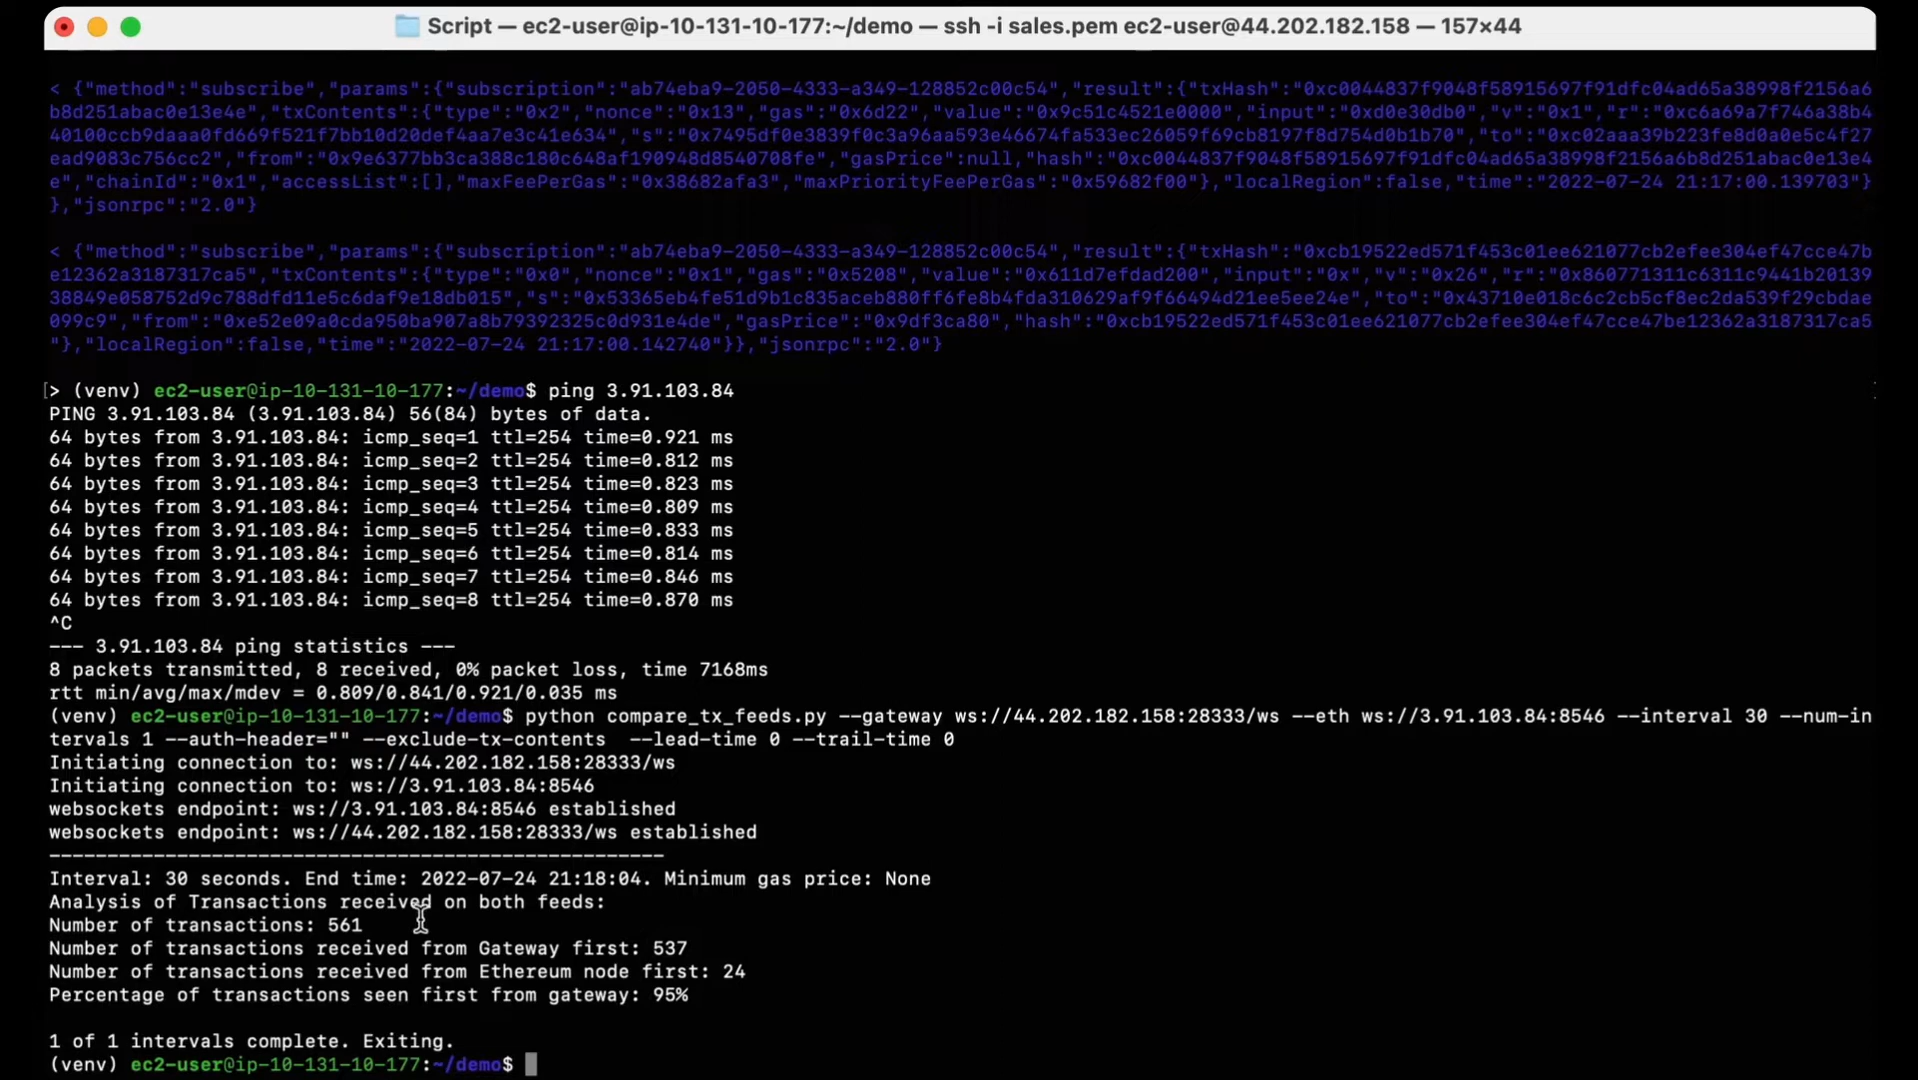 Script — ec2-user@ip-10-131-10-177:~/demo — ssh -i sales.pem ec2-user@44.202.182.158 — 157×44
< {"method":"subscribe","params":{"subscription":"ab74eba9-2050-4333-a349-128852c00c54","result":{"txHash":"0xc0044837f9048f58915697f91dfc04ad65a38998f2156a6
b8d251abac0e13e4e","txContents":{"type":"0x2","nonce":"0x13","gas":"0x6d22","value":"0x9c51c4521e0000","input":"0xd0e30db0","v":"0x1","r":"0xc6a69a7f746a38b4
40100ccb9daaa0fd669f521f7bb10d20def4aa7e3c41e634","s":"0x7495df0e3839f0c3a96aa593e46674fa533ec26059f69cb8197f8d754d0b1b70","to":"0xc02aaa39b223fe8d0a0e5c4f27
ead9083c756cc2","from":"0x9e6377bb3ca388c180c648af190948d8540708fe","gasPrice":null,"hash":"0xc0044837f9048f58915697f91dfc04ad65a38998f2156a6b8d251abac0e13e4
e","chainId":"0x1","accessList":[],"maxFeePerGas":"0x38682afa3","maxPriorityFeePerGas":"0x59682f00"},"localRegion":false,"time":"2022-07-24 21:17:00.139703"}
},"jsonrpc":"2.0"}
< {"method":"subscribe","params":{"subscription":"ab74eba9-2050-4333-a349-128852c00c54","result":{"txHash":"0xcb19522ed571f453c01ee621077cb2efee304ef47cce47b
e12362a3187317ca5","txContents":{"type":"0x0","nonce":"0x1","gas":"0x5208","value":"0x611d7efdad200","input":"0x","v":"0x26","r":"0x860771311c6311c9441b20139
38849e058752d9c788dfd11e5c6daf9e18db015","s":"0x53365eb4fe51d9b1c835aceb880ff6fe8b4fda310629af9f66494d21ee5ee24e","to":"0x43710e018c6c2cb5cf8ec2da539f29cbdae
099c9","from":"0xe52e09a0cda950ba907a8b79392325c0d931e4de","gasPrice":"0x9df3ca80","hash":"0xcb19522ed571f453c01ee621077cb2efee304ef47cce47be12362a3187317ca5
"},"localRegion":false,"time":"2022-07-24 21:17:00.142740"}},"jsonrpc":"2.0"}
[> (venv) ec2-user@ip-10-131-10-177:~/demo$ ping 3.91.103.84
PING 3.91.103.84 (3.91.103.84) 56(84) bytes of data.
64 bytes from 3.91.103.84: icmp_seq=1 ttl=254 time=0.921 ms
64 bytes from 3.91.103.84: icmp_seq=2 ttl=254 time=0.812 ms
64 bytes from 3.91.103.84: icmp_seq=3 ttl=254 time=0.823 ms
64 bytes from 3.91.103.84: icmp_seq=4 ttl=254 time=0.809 ms
64 bytes from 3.91.103.84: icmp_seq=5 ttl=254 time=0.833 ms
64 bytes from 3.91.103.84: icmp_seq=6 ttl=254 time=0.814 ms
64 bytes from 3.91.103.84: icmp_seq=7 ttl=254 time=0.846 ms
64 bytes from 3.91.103.84: icmp_seq=8 ttl=254 time=0.870 ms
^C
--- 3.91.103.84 ping statistics ---
8 packets transmitted, 8 received, 0% packet loss, time 7168ms
rtt min/avg/max/mdev = 0.809/0.841/0.921/0.035 ms
(venv) ec2-user@ip-10-131-10-177:~/demo$ python compare_tx_feeds.py --gateway ws://44.202.182.158:28333/ws --eth ws://3.91.103.84:8546 --interval 30 --num-in
tervals 1 --auth-header="" --exclude-tx-contents  --lead-time 0 --trail-time 0
Initiating connection to: ws://44.202.182.158:28333/ws
Initiating connection to: ws://3.91.103.84:8546
websockets endpoint: ws://3.91.103.84:8546 established
websockets endpoint: ws://44.202.182.158:28333/ws established
-----------------------------------------------------
Interval: 30 seconds. End time: 2022-07-24 21:18:04. Minimum gas price: None
Analysis of Transactions received on both feeds:
Number of transactions: 561
Number of transactions received from Gateway first: 537
Number of transactions received from Ethereum node first: 24
Percentage of transactions seen first from gateway: 95%
1 of 1 intervals complete. Exiting.
(venv) ec2-user@ip-10-131-10-177:~/demo$